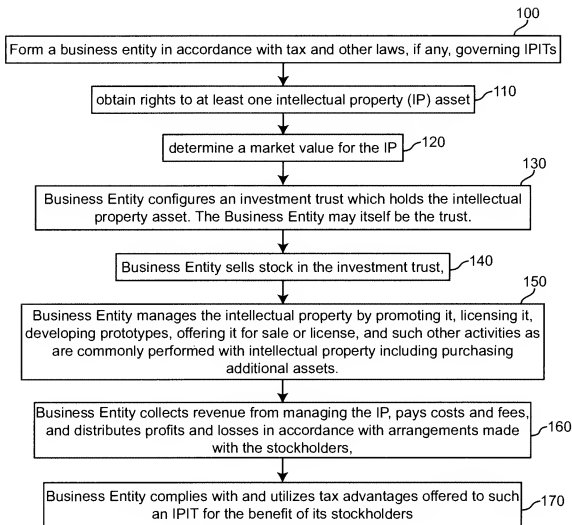 100
Form a business entity in accordance with tax and other laws, if any, governing IPITs
obtain rights to at least one intellectual property (IP) asset
110
determine a market value for the IP
120
130
Business Entity configures an investment trust which holds the intellectual
property asset. The Business Entity may itself be the trust.
Business Entity sells stock in the investment trust,
140
150
Business Entity manages the intellectual property by promoting it, licensing it,
developing prototypes, offering it for sale or license, and such other activities as
are commonly performed with intellectual property including purchasing
additional assets.
Business Entity collects revenue from managing the IP, pays costs and fees,
and distributes profits and losses in accordance with arrangements made
with the stockholders,
160
Business Entity complies with and utilizes tax advantages offered to such
an IPIT for the benefit of its stockholders
170